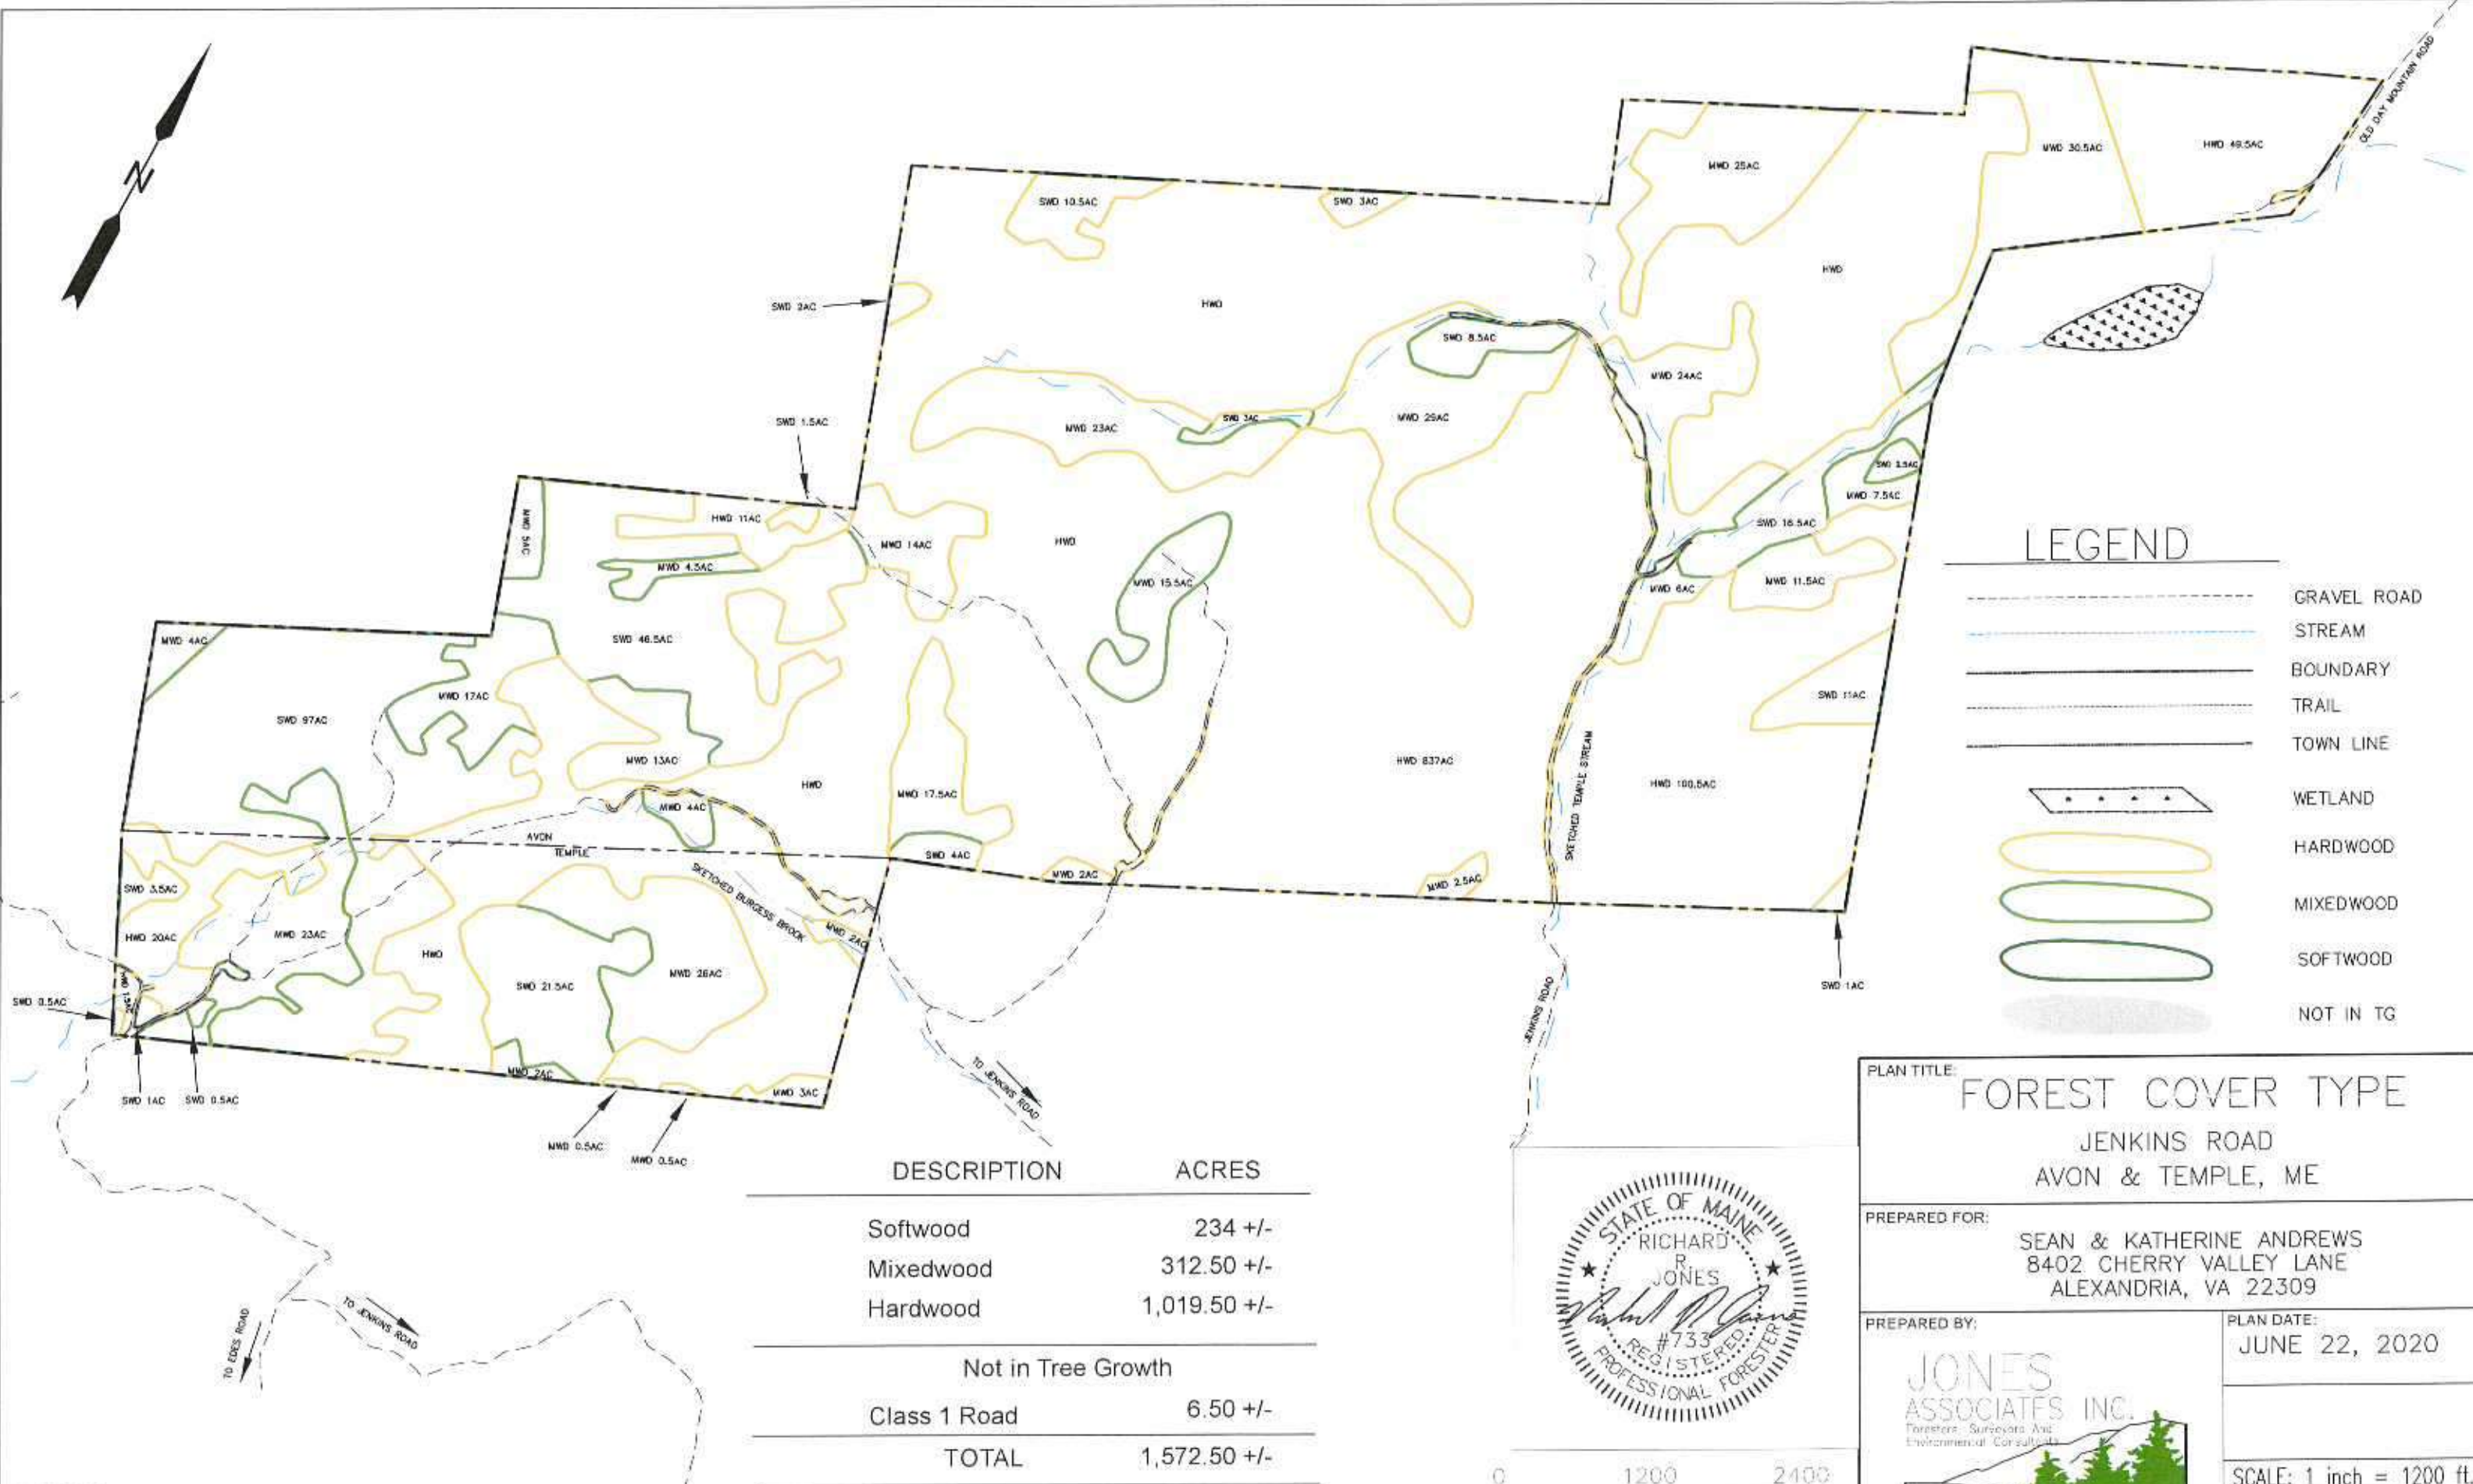 N
OLD DAY MOUNTAIN ROAD
MWD 30.5AC
HWD 49.5AC
MWD 25AC
SWD 10.5AC
SWD 3AC
HWD
SWD 2AC
HWD
SWD 8.5AC
MWD 24AC
SWD 1.5AC
MWD 23AC
SWD 3AC
MWD 29AC
MWD 7.5AC
SWD 16.5AC
MWD 5AC
HWD 11AC
MWD 14AC
HWD
MWD 4.5AC
MWD 15.5AC
MWD 6AC
MWD 11.5AC
MWD 4AC
SWD 46.5AC
SWD 97AC
MWD 17AC
SWD 11AC
MWD 13AC
HWD
MWD 17.5AC
HWD 837AC
HWD 100.5AC
SKETCHED TEMPLE STREAM
MWD 4AC
AVON
TEMPLE
SWD 4AC
MWD 2AC
MWD 2.5AC
SWD 3.5AC
SKETCHED BURGESS BROOK
HWD 20AC
MWD 23AC
HWD
MWD 2AC
SWD 21.5AC
MWD 26AC
SWD 0.5AC
SWD 1AC
SWD 1AC
SWD 0.5AC
MWD 2AC
MWD 3AC
MWD 0.5AC
MWD 0.5AC
JENKINS ROAD
TO JENKINS ROAD
TO JENKINS ROAD
TO EDES ROAD
LEGEND
GRAVEL ROAD
STREAM
BOUNDARY
TRAIL
TOWN LINE
WETLAND
HARDWOOD
MIXEDWOOD
SOFTWOOD
NOT IN TG
DESCRIPTION ACRES
Softwood 234 +/-
Mixedwood 312.50 +/-
Hardwood 1,019.50 +/-
Not in Tree Growth
Class 1 Road 6.50 +/-
TOTAL 1,572.50 +/-
STATE OF MAINE
RICHARD
R.
JONES
#733
REGISTERED
PROFESSIONAL FORESTER
0 1200 2400
PLAN TITLE:
FOREST COVER TYPE
JENKINS ROAD
AVON & TEMPLE, ME
PREPARED FOR:
SEAN & KATHERINE ANDREWS
8402 CHERRY VALLEY LANE
ALEXANDRIA, VA 22309
PREPARED BY:
JONES
ASSOCIATES INC.
Foresters, Surveyors And
Environmental Consultants
PLAN DATE:
JUNE 22, 2020
SCALE: 1 inch = 1200 ft.